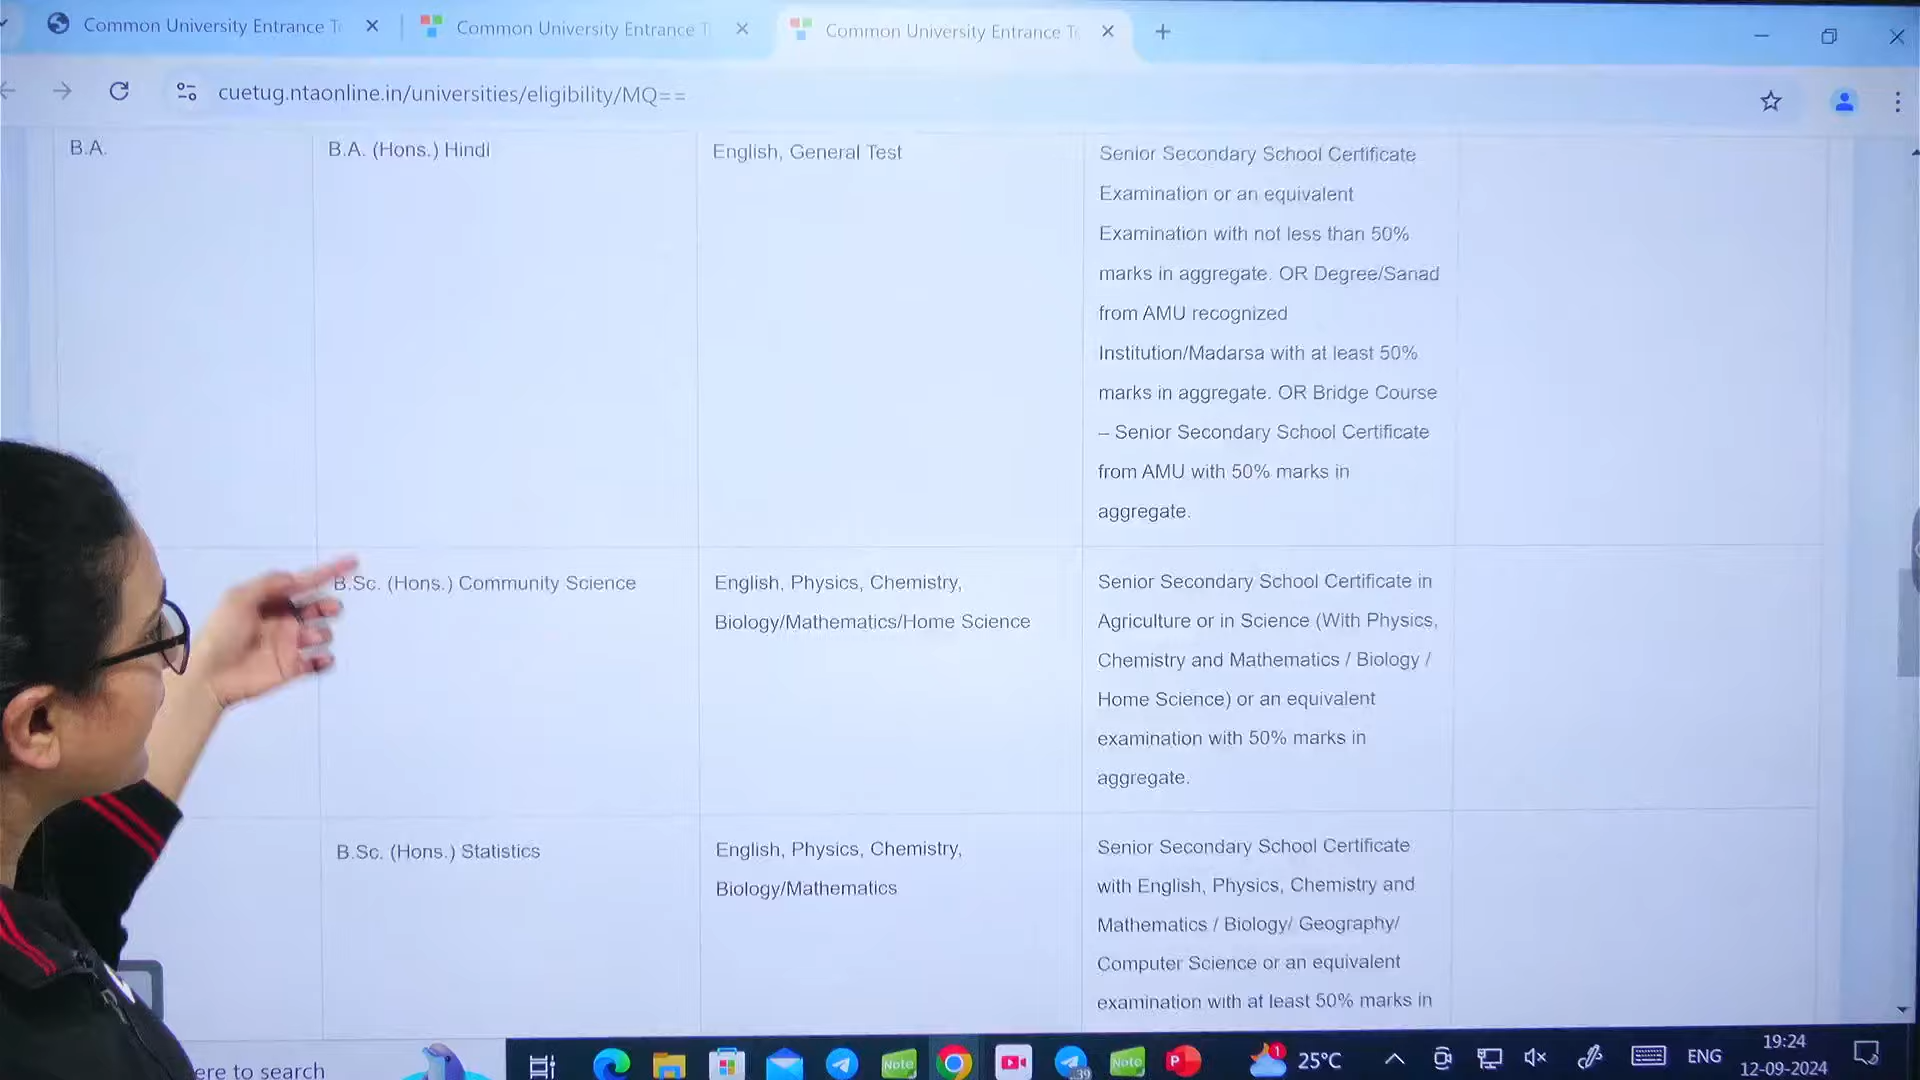 Common University Entrance T
Common University Entrance T
Common University Entrance Te
cuetug.ntaonline.in/universities/eligibility/MQ==
B.A.
B.A. (Hons.) Hindi
English, General Test
Senior Secondary School Certificate
Examination or an equivalent
Examination with not less than 50%
marks in aggregate. OR Degree/Sanad
from AMU recognized
Institution/Madarsa with at least 50%
marks in aggregate. OR Bridge Course
– Senior Secondary School Certificate
from AMU with 50% marks in
aggregate.
B.Sc. (Hons.) Community Science
English, Physics, Chemistry,
Biology/Mathematics/Home Science
Senior Secondary School Certificate in
Agriculture or in Science (With Physics,
Chemistry and Mathematics / Biology /
Home Science) or an equivalent
examination with 50% marks in
aggregate.
B.Sc. (Hons.) Statistics
English, Physics, Chemistry,
Biology/Mathematics
Senior Secondary School Certificate
with English, Physics, Chemistry and
Mathematics / Biology/ Geography/
Computer Science or an equivalent
examination with at least 50% marks in
ere to search
Note
39
Note
P
1
25°C
ENG
19:24
12-09-2024